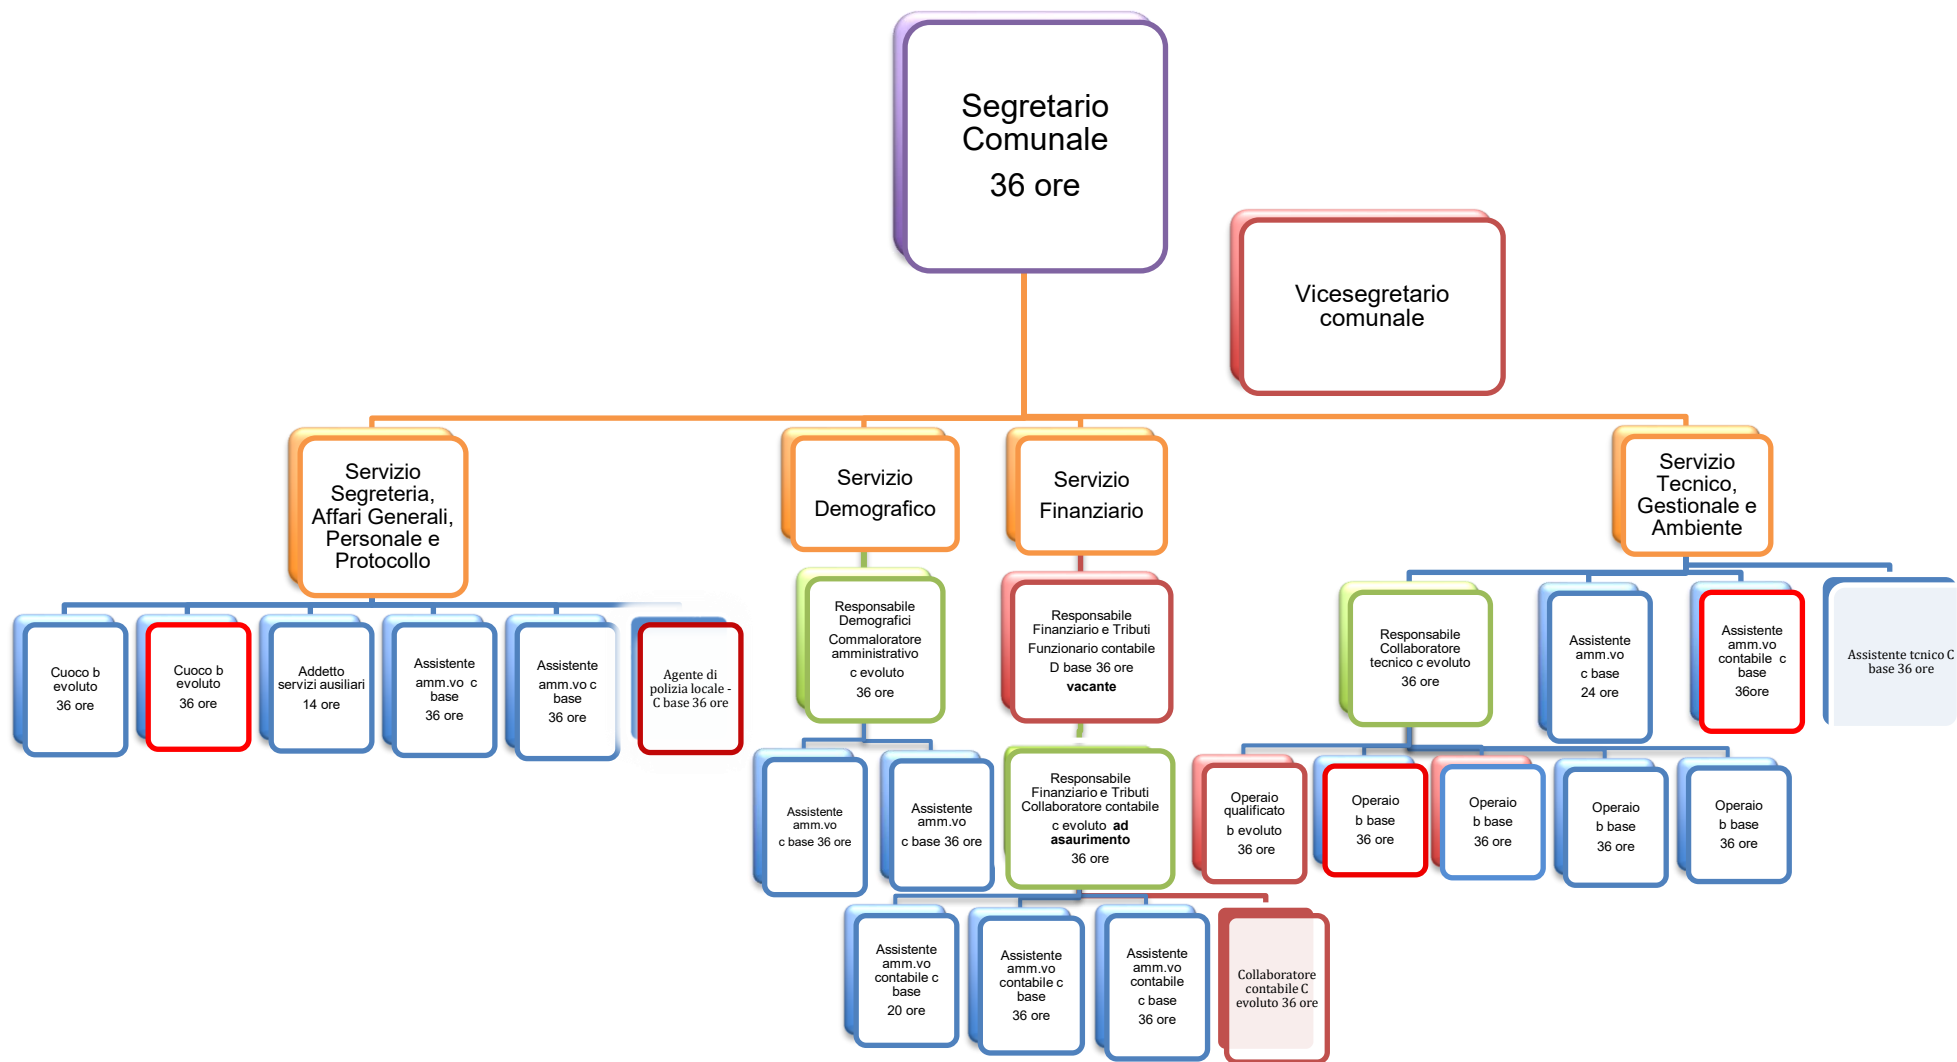 Segretario
Comunale
36 ore
Vicesegretario
comunale
Servizio
Segreteria,
Affari Generali,
Personale e
Protocollo
Servizio
Demografico
Servizio
Finanziario
Servizio
Tecnico,
Gestionale e
Ambiente
Cuoco b
evoluto
36 ore
Cuoco b
evoluto
36 ore
Addetto
servizi ausiliari
14 ore
Assistente
amm.vo c
base
36 ore
Assistente
amm.vo c
base
36 ore
Agente di
polizia locale -
C base 36 ore
Responsabile
Demografici
Commaloratore
amministrativo
c evoluto
36 ore
Responsabile
Finanziario e Tributi
Funzionario contabile
D base 36 ore
vacante
Responsabile
Collaboratore
tecnico c evoluto
36 ore
Assistente
amm.vo
c base
24 ore
Assistente
amm.vo
contabile c
base
36ore
Assistente tcnico C
base 36 ore
Assistente
amm.vo
c base 36 ore
Assistente
amm.vo
c base 36 ore
Responsabile
Finanziario e Tributi
Collaboratore contabile
c evoluto ad
asaurimento
36 ore
Operaio
qualificato
b evoluto
36 ore
Operaio
b base
36 ore
Operaio
b base
36 ore
Operaio
b base
36 ore
Operaio
b base
36 ore
Assistente
amm.vo
contabile c
base
20 ore
Assistente
amm.vo
contabile c
base
36 ore
Assistente
amm.vo
contabile
c base
36 ore
Collaboratore
contabile C
evoluto 36 ore